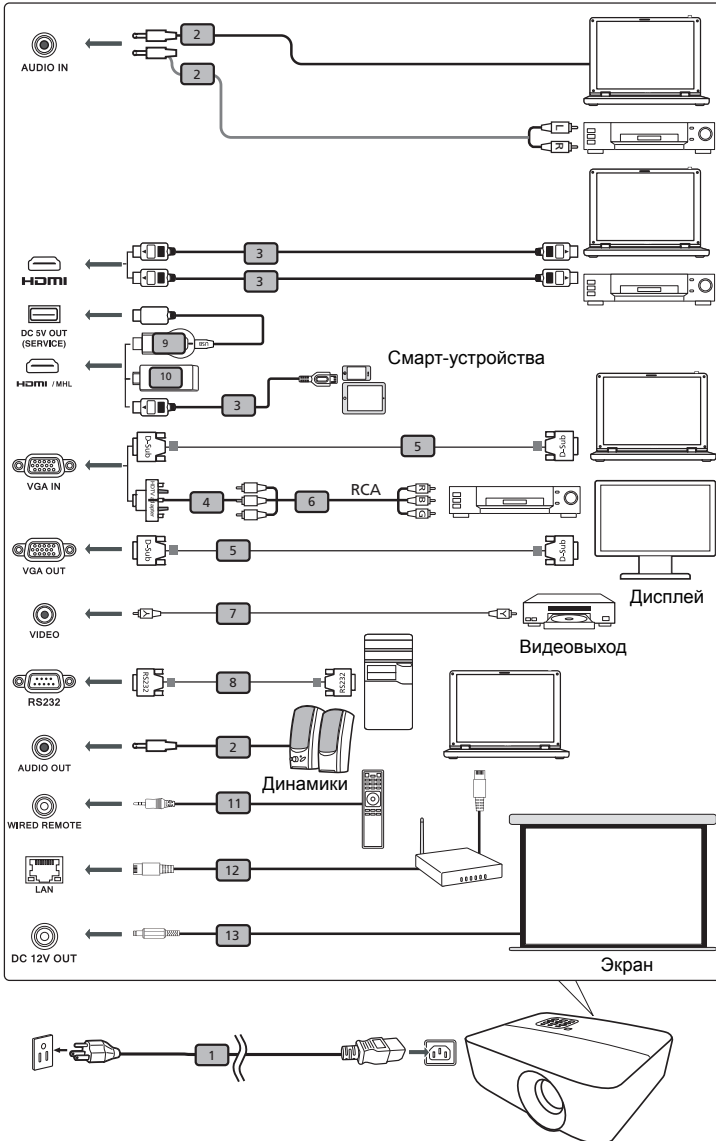 2
AUDIO IN
2
L
R
3
HDMI
3
DC 5V OUT
(SERVICE)
9
USB
HDMI / MHL
10
Смарт-устройства
3
D-Sub
5
D-Sub
VGA IN
HDTV adapter
4
6
RCA
R
B
G
D-Sub
5
D-Sub
VGA OUT
Дисплей
Y
7
Y
VIDEO
Видеовыход
RS232
8
RS232
RS232
2
AUDIO OUT
Динамики
11
WIRED REMOTE
12
LAN
13
DC 12V OUT
Экран
1